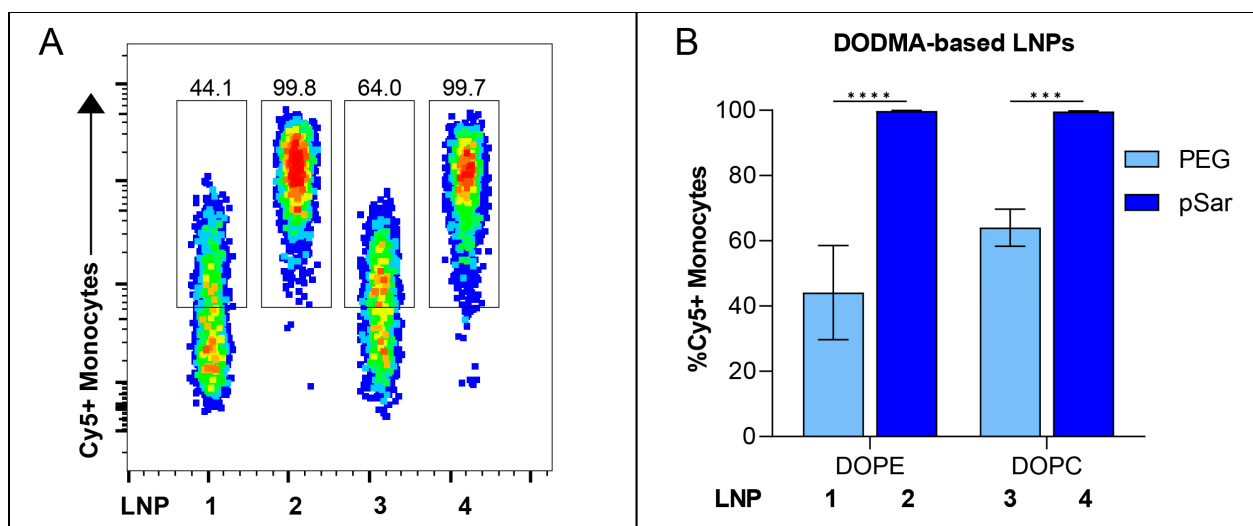 A
44.1 99.8 64.0 99.7
Cy5+ Monocytes
LNP 1 2 3 4
B
DODMA-based LNPs
**** ***
%Cy5+ Monocytes
100
80
60
40
20
0
PEG
pSar
DOPE DOPC
LNP 1 2 3 4